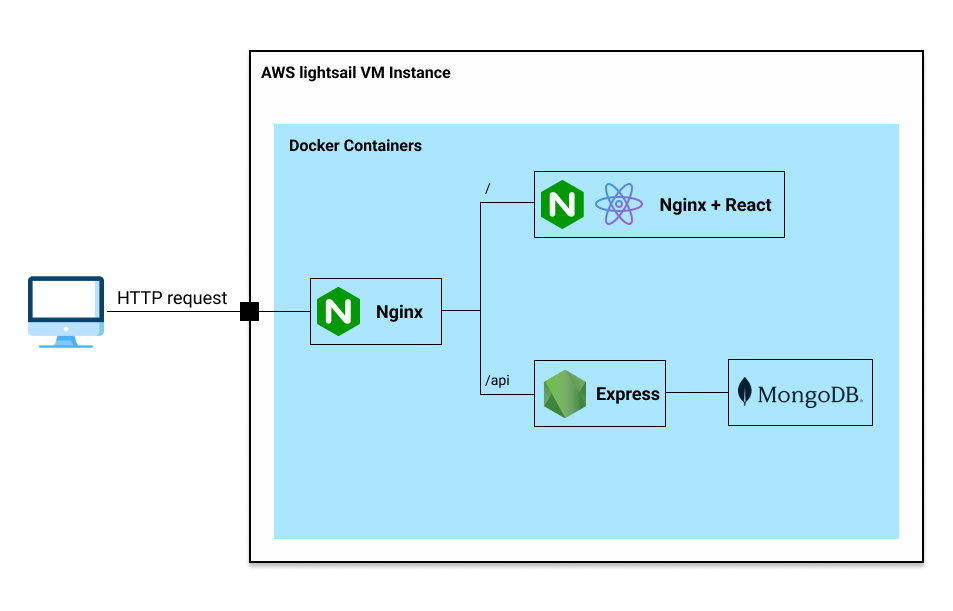 AWS lightsail VM Instance
Docker Containers
/
N Nginx + React
HTTP request
N Nginx
/api
Express
MongoDB.